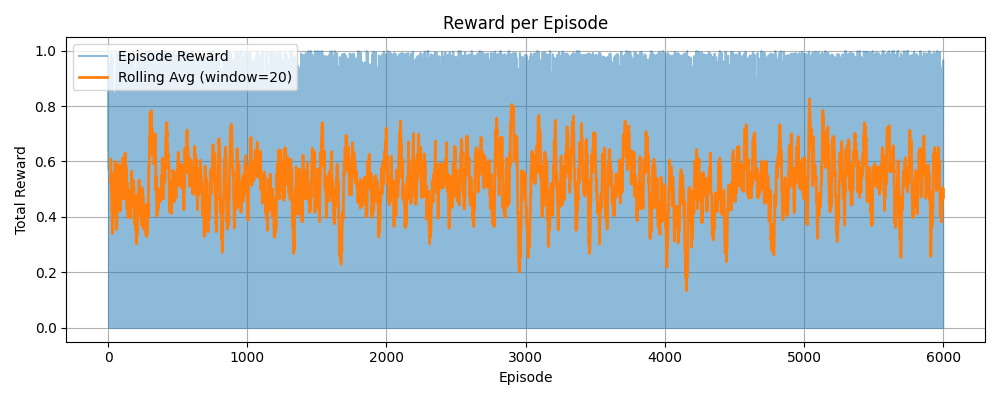 Reward per Episode
Episode Reward
Rolling Avg (window=20)
Total Reward
1.0
0.8
0.6
0.4
0.2
0.0
0 1000 2000 3000 4000 5000 6000
Episode